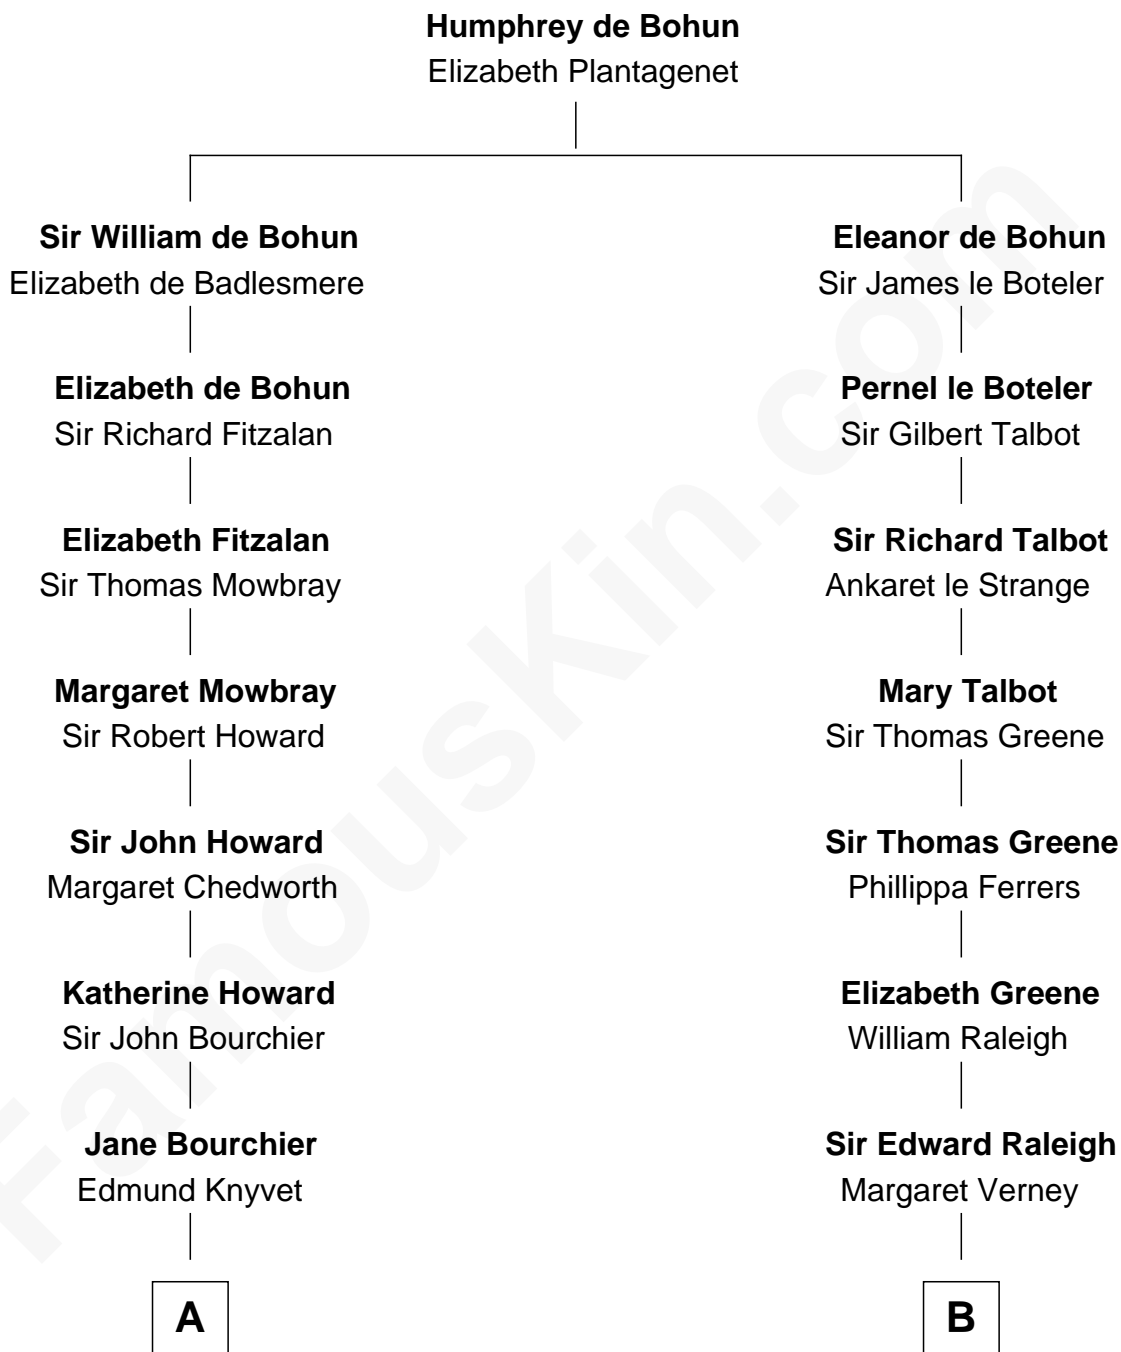 Humphrey de Bohun
Elizabeth Plantagenet
Sir William de Bohun
Elizabeth de Badlesmere
Eleanor de Bohun
Sir James le Boteler
Elizabeth de Bohun
Sir Richard Fitzalan
Pernel le Boteler
Sir Gilbert Talbot
Elizabeth Fitzalan
Sir Thomas Mowbray
Sir Richard Talbot
Ankaret le Strange
Margaret Mowbray
Sir Robert Howard
Mary Talbot
Sir Thomas Greene
Sir John Howard
Margaret Chedworth
Sir Thomas Greene
Phillippa Ferrers
Katherine Howard
Sir John Bourchier
Elizabeth Greene
William Raleigh
Jane Bourchier
Edmund Knyvet
Sir Edward Raleigh
Margaret Verney
A
B
FamousKin.com